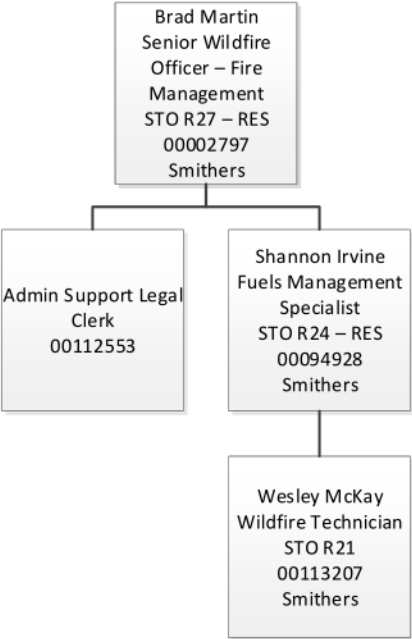 Brad Martin
Senior Wildfire
Officer – Fire
Management
STO R27 – RES
00002797
Smithers
Admin Support Legal
Clerk
00112553
Shannon Irvine
Fuels Management
Specialist
STO R24 – RES
00094928
Smithers
Wesley McKay
Wildfire Technician
STO R21
00113207
Smithers